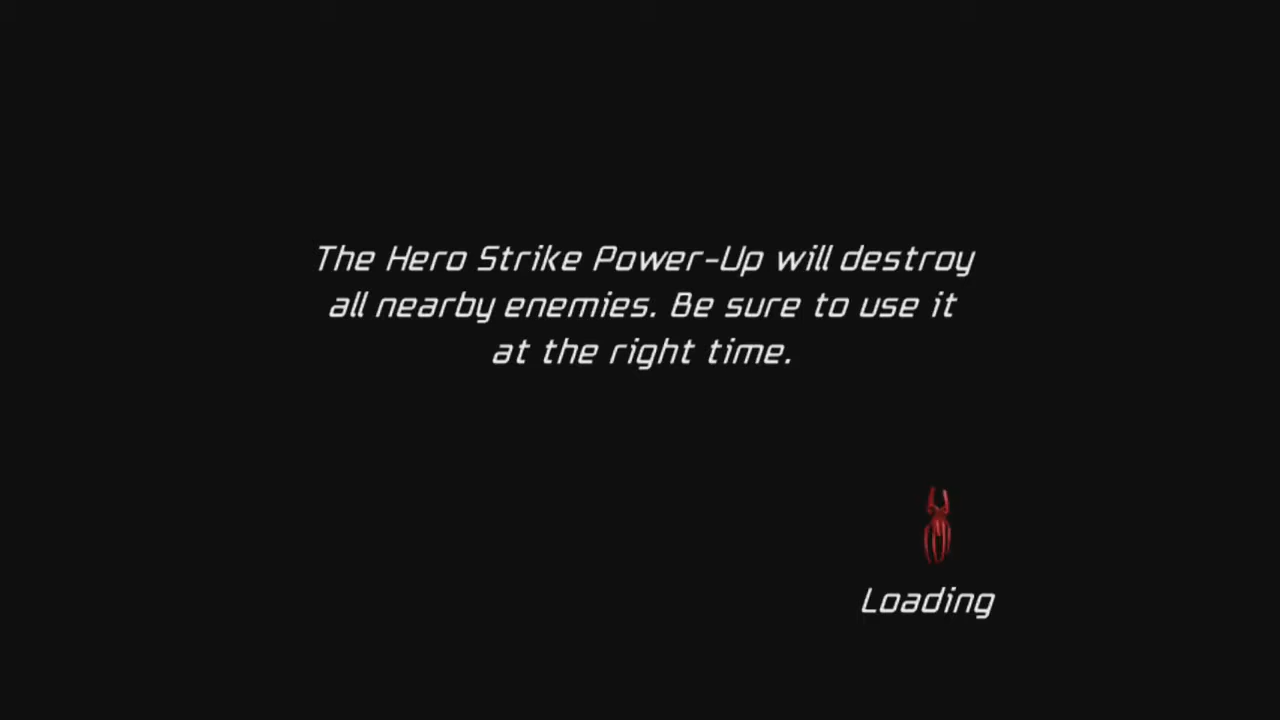 The Hero Strike Power-Up will destroy
all nearby enemies. Be sure to use it
at the right time.
Loading